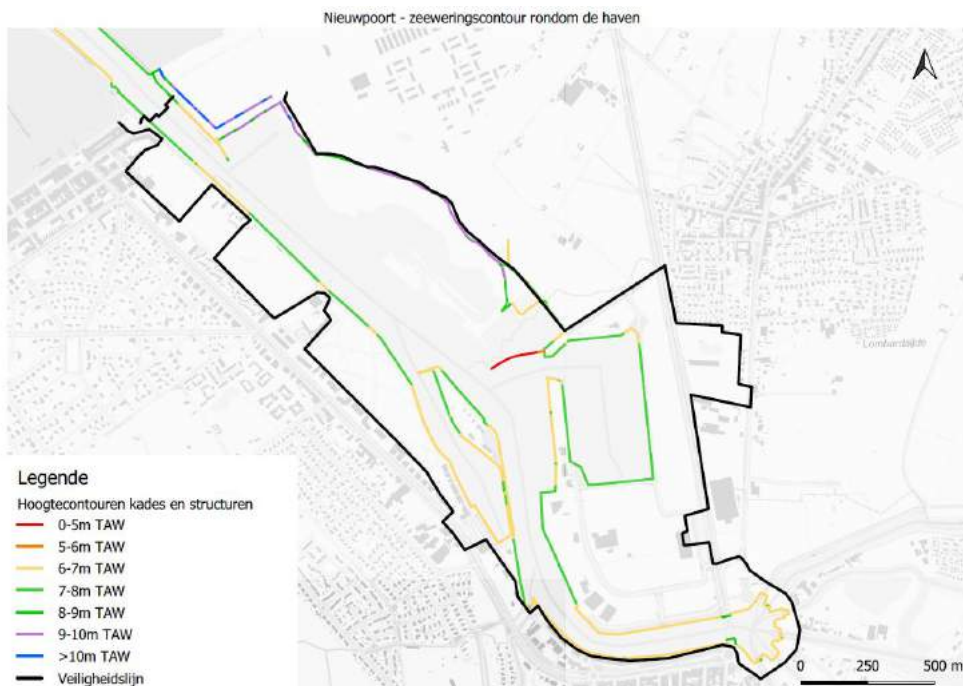 Nieuwpoort - zeeweringscontour rondom de haven
Lombardsijde
Legende
Hoogtecontouren kades en structuren
0-5m TAW
5-6m TAW
6-7m TAW
7-8m TAW
8-9m TAW
9-10m TAW
>10m TAW
Veiligheidslijn
0 250 500 m